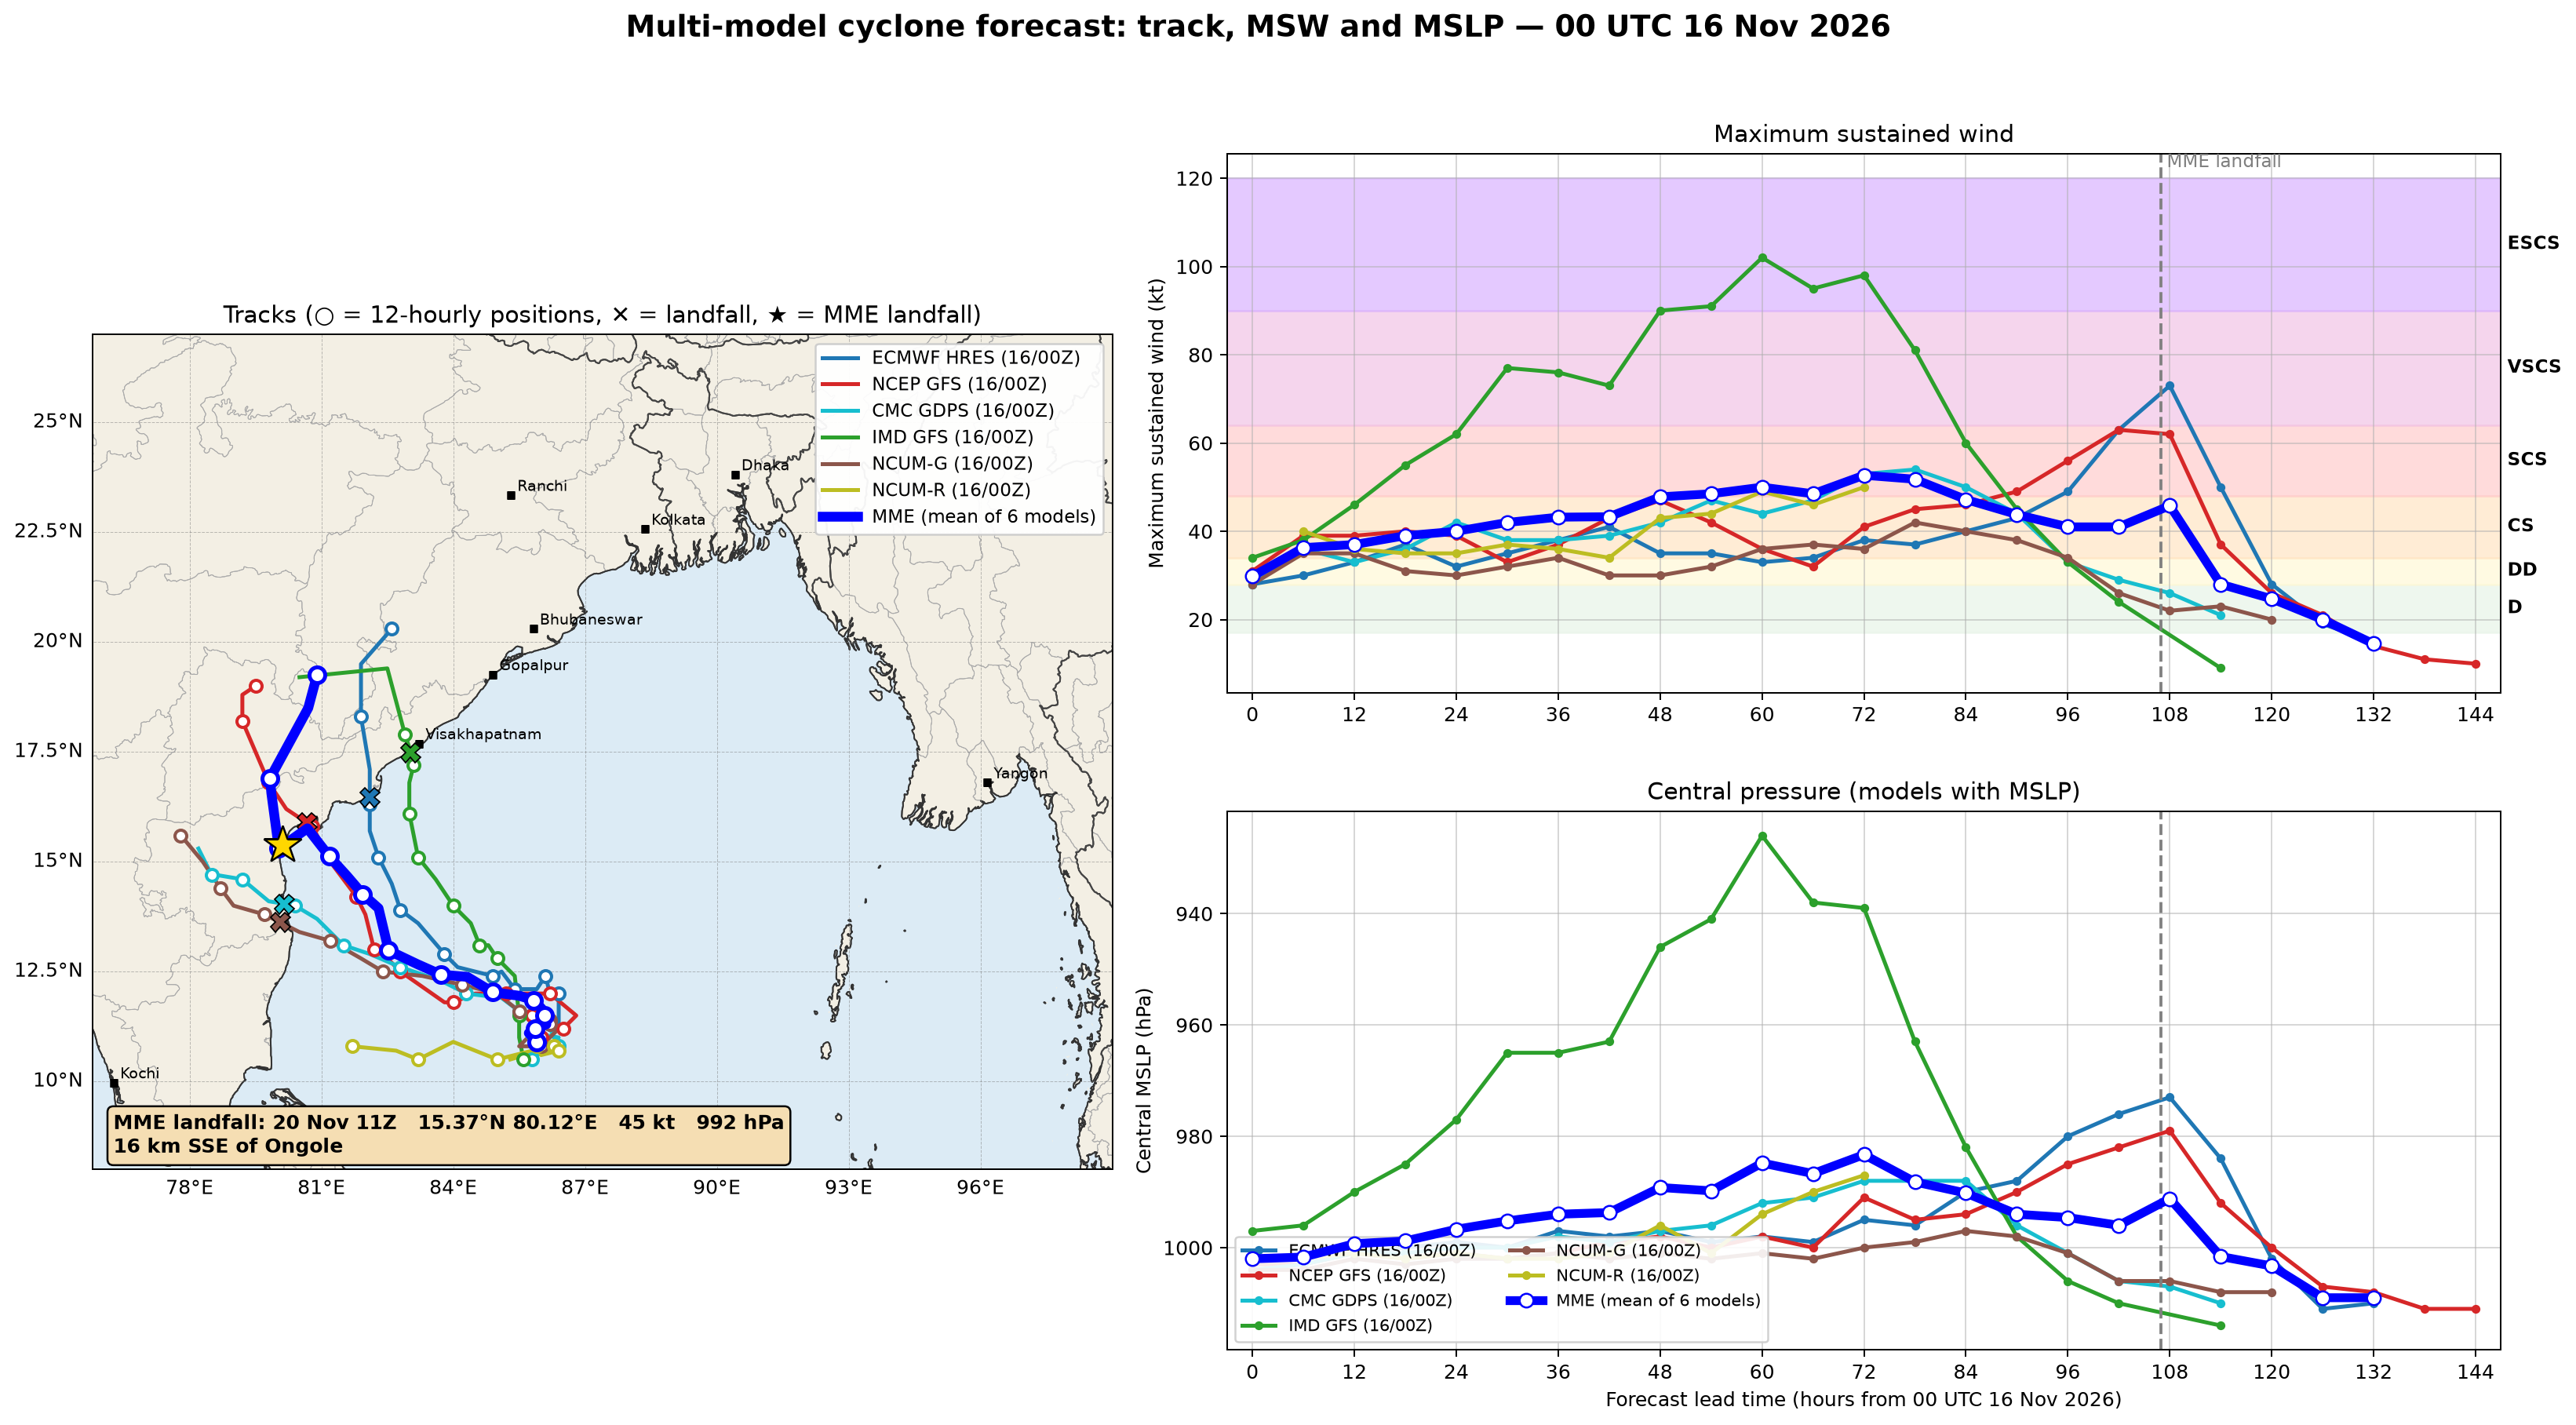 Multi-model cyclone forecast: track, MSW and MSLP — 00 UTC 16 Nov 2026
Tracks (○ = 12-hourly positions, ✕ = landfall, ★ = MME landfall)
ECMWF HRES (16/00Z)
NCEP GFS (16/00Z)
CMC GDPS (16/00Z)
IMD GFS (16/00Z)
NCUM-G (16/00Z)
NCUM-R (16/00Z)
MME (mean of 6 models)
25°N
22.5°N
20°N
17.5°N
15°N
12.5°N
10°N
Dhaka
Ranchi
Kolkata
Bhubaneswar
Gopalpur
Visakhapatnam
Yangon
Kochi
MME landfall: 20 Nov 11Z 15.37°N 80.12°E 45 kt 992 hPa
16 km SSE of Ongole
78°E 81°E 84°E 87°E 90°E 93°E 96°E
Maximum sustained wind
MME landfall
Maximum sustained wind (kt)
120
100
80
60
40
20
ESCS
VSCS
SCS
CS
DD
D
0 12 24 36 48 60 72 84 96 108 120 132 144
Central pressure (models with MSLP)
Central MSLP (hPa)
940
960
980
1000
ECMWF HRES (16/00Z)
NCEP GFS (16/00Z)
CMC GDPS (16/00Z)
IMD GFS (16/00Z)
NCUM-G (16/00Z)
NCUM-R (16/00Z)
MME (mean of 6 models)
0 12 24 36 48 60 72 84 96 108 120 132 144
Forecast lead time (hours from 00 UTC 16 Nov 2026)